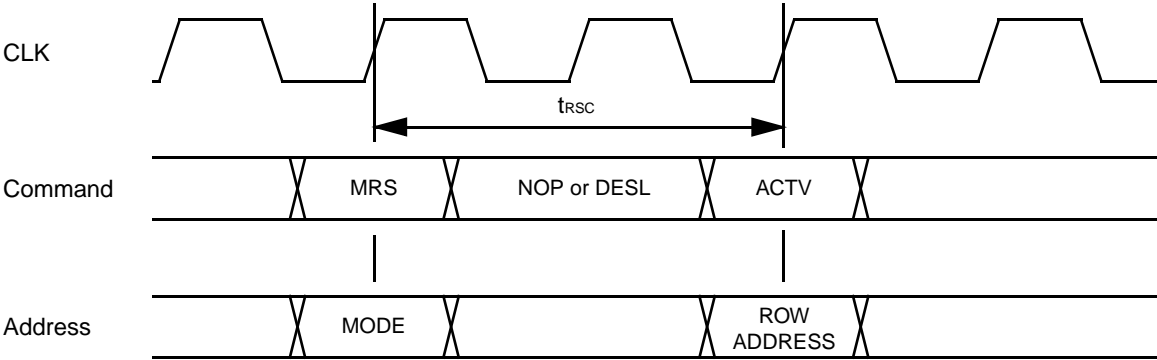 CLK
tRSC
Command
MRS
NOP or DESL
ACTV
Address
MODE
ROW
ADDRESS